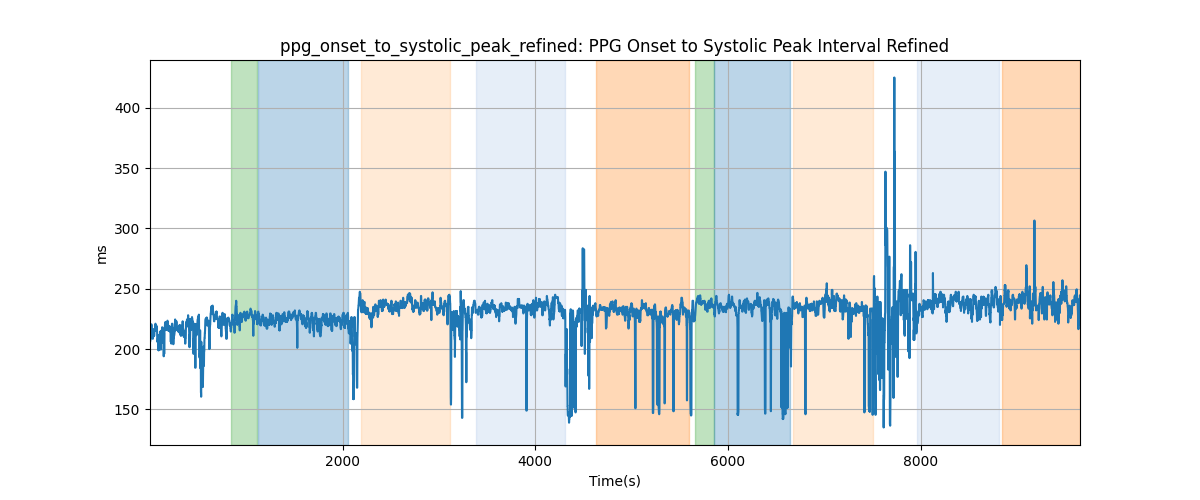 ppg_onset_to_systolic_peak_refined: PPG Onset to Systolic Peak Interval Refined
400
350
300
250
200
150
ms
2000 4000 6000 8000
Time(s)